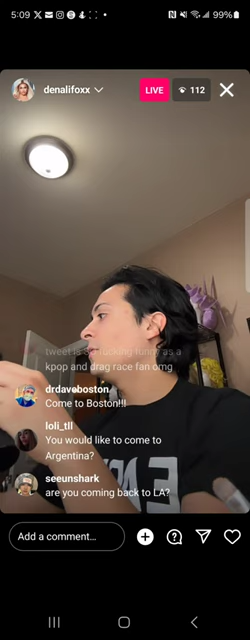 5:09
99%
denalifoxx
LIVE
112
tweet is so fucking funny as a
kpop and drag race fan omg
drdaveboston
Come to Boston!!!
loli_tll
You would like to come to
Argentina?
seeunshark
are you coming back to LA?
Add a comment...